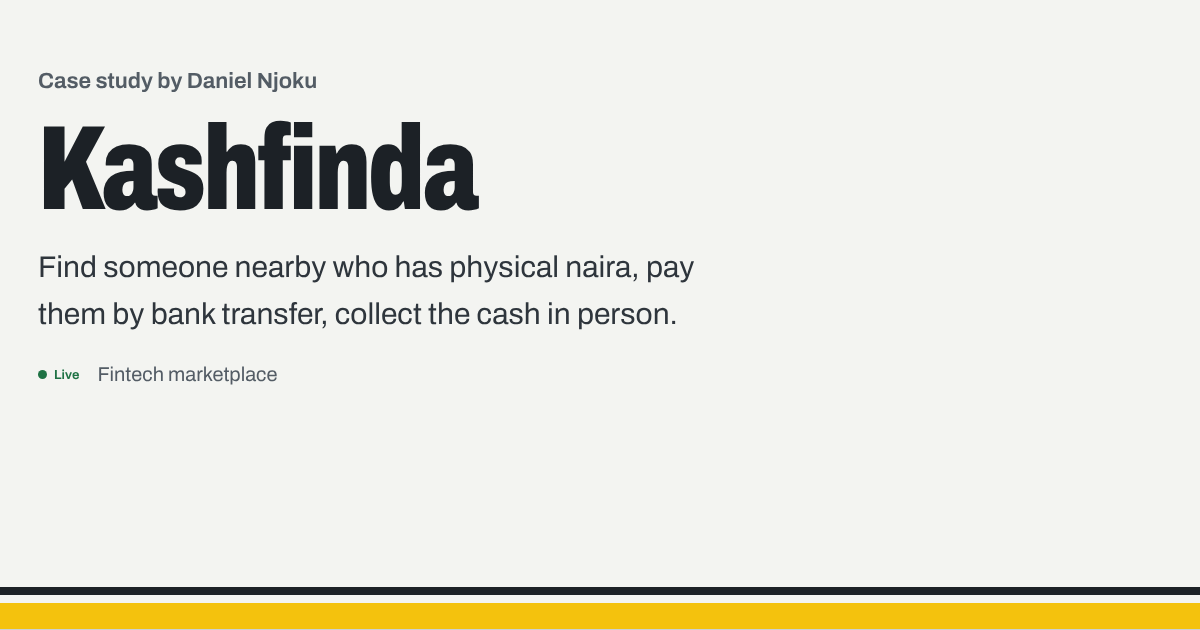 Case study by Daniel Njoku
Kashfinda
Find someone nearby who has physical naira, pay
them by bank transfer, collect the cash in person.
Live Fintech marketplace